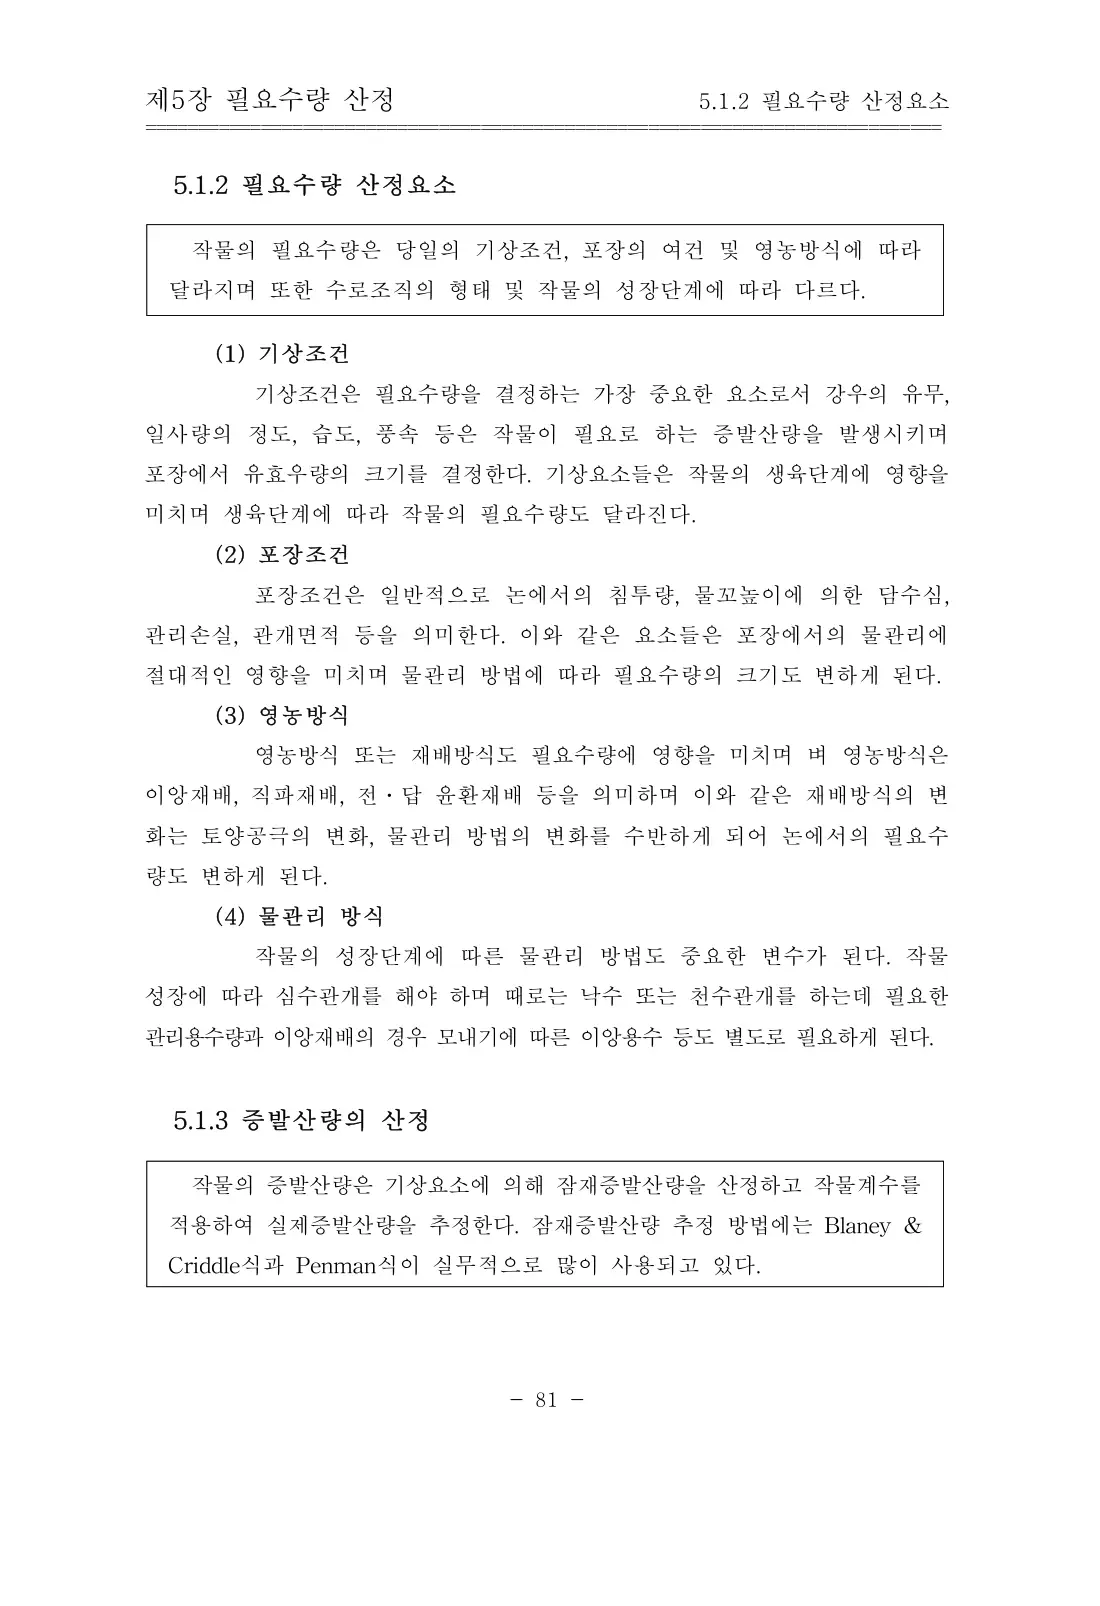 제5장 필요수량 산정 5.1.2 필요수량 산정요소
5.1.2 필요수량 산정요소
작물의 필요수량은 당일의 기상조건, 포장의 여건 및 영농방식에 따라
달라지며 또한 수로조직의 형태 및 작물의 성장단계에 따라 다르다.
(1) 기상조건
기상조건은 필요수량을 결정하는 가장 중요한 요소로서 강우의 유무,
일사량의 정도, 습도, 풍속 등은 작물이 필요로 하는 증발산량을 발생시키며
포장에서 유효우량의 크기를 결정한다. 기상요소들은 작물의 생육단계에 영향을
미치며 생육단계에 따라 작물의 필요수량도 달라진다.
(2) 포장조건
포장조건은 일반적으로 논에서의 침투량, 물꼬높이에 의한 담수심,
관리손실, 관개면적 등을 의미한다. 이와 같은 요소들은 포장에서의 물관리에
절대적인 영향을 미치며 물관리 방법에 따라 필요수량의 크기도 변하게 된다.
(3) 영농방식
영농방식 또는 재배방식도 필요수량에 영향을 미치며 벼 영농방식은
이앙재배, 직파재배, 전・답 윤환재배 등을 의미하며 이와 같은 재배방식의 변
화는 토양공극의 변화, 물관리 방법의 변화를 수반하게 되어 논에서의 필요수
량도 변하게 된다.
(4) 물관리 방식
작물의 성장단계에 따른 물관리 방법도 중요한 변수가 된다. 작물
성장에 따라 심수관개를 해야 하며 때로는 낙수 또는 천수관개를 하는데 필요한
관리용수량과 이앙재배의 경우 모내기에 따른 이앙용수 등도 별도로 필요하게 된다.
5.1.3 증발산량의 산정
작물의 증발산량은 기상요소에 의해 잠재증발산량을 산정하고 작물계수를
적용하여 실제증발산량을 추정한다. 잠재증발산량 추정 방법에는 Blaney &
Criddle식과 Penman식이 실무적으로 많이 사용되고 있다.
- 81 -